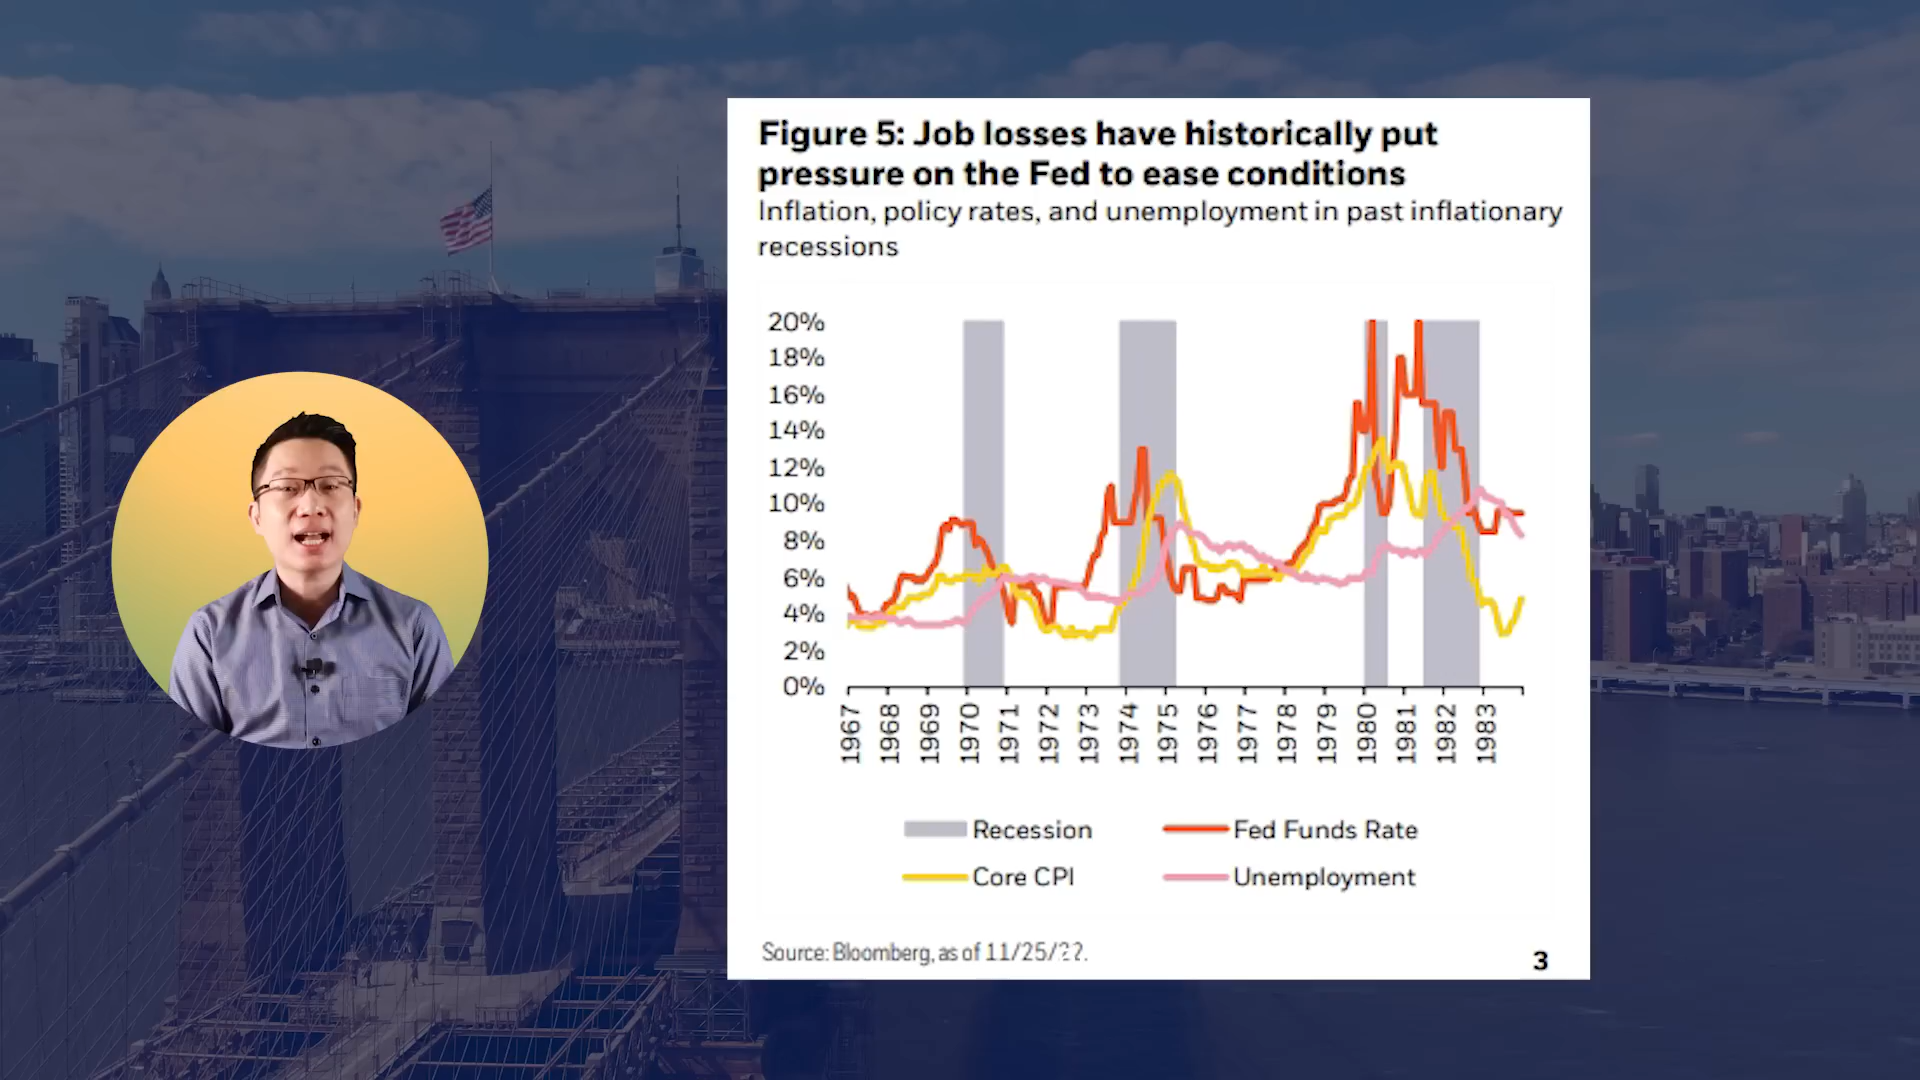 Figure 5: Job losses have historically put
pressure on the Fed to ease conditions
Inflation, policy rates, and unemployment in past inflationary
recessions
20%
18%
16%
14%
12%
10%
8%
6%
4%
2%
0%
1967 1968 1969 1970 1971 1972 1973 1974 1975 1976 1977 1978 1979 1980 1981 1982 1983
Recession Fed Funds Rate
Core CPI Unemployment
Source: Bloomberg, as of
3